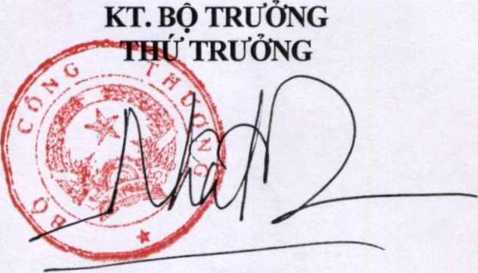 KT. BỘ TRƯỞNG
THỨ TRƯỞNG
BỘ CÔNG THƯƠNG